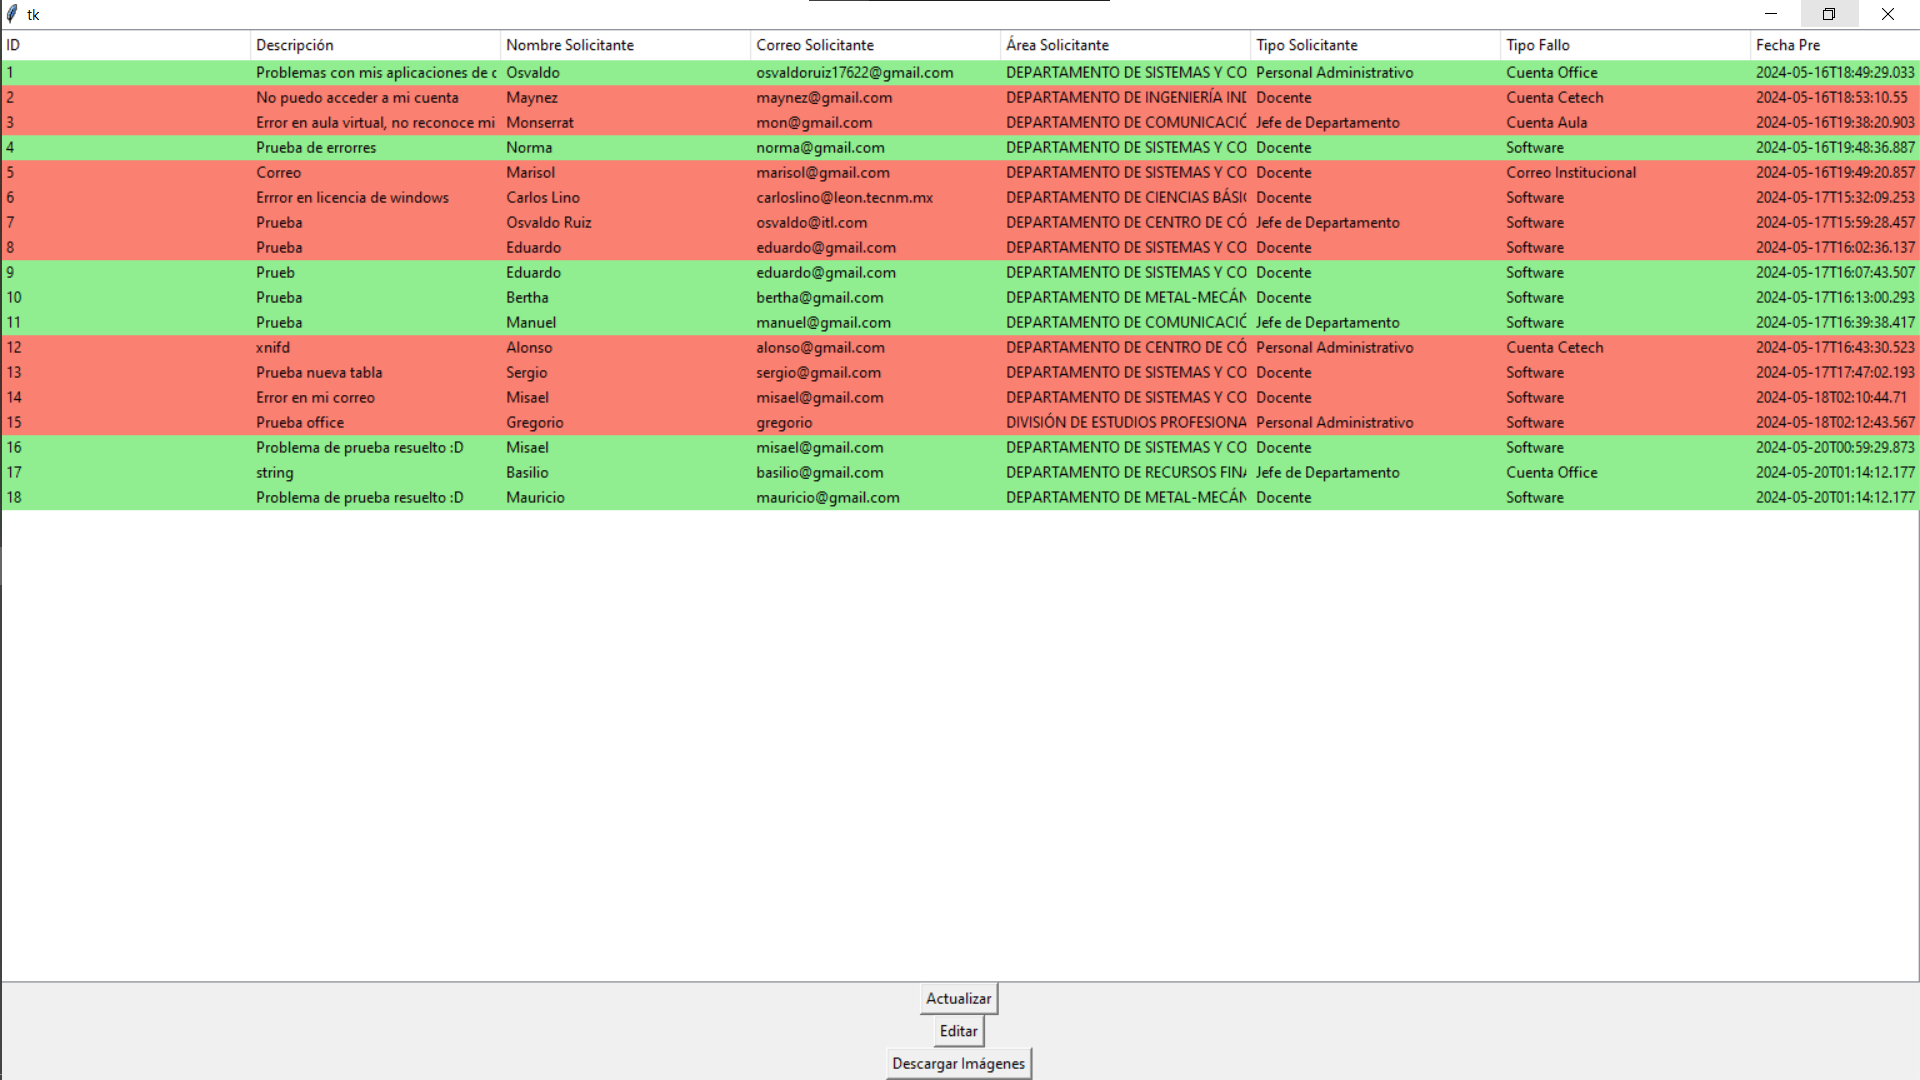 tk
ID Descripción Nombre Solicitante Correo Solicitante Área Solicitante Tipo Solicitante Tipo Fallo Fecha Pre
1 Problemas con mis aplicaciones de c Osvaldo osvaldoruiz17622@gmail.com DEPARTAMENTO DE SISTEMAS Y CO Personal Administrativo Cuenta Office 2024-05-16T18:49:29.033
2 No puedo acceder a mi cuenta Maynez maynez@gmail.com DEPARTAMENTO DE INGENIERÍA IND Docente Cuenta Cetech 2024-05-16T18:53:10.55
3 Error en aula virtual, no reconoce mi Monserrat mon@gmail.com DEPARTAMENTO DE COMUNICACIÓ Jefe de Departamento Cuenta Aula 2024-05-16T19:38:20.903
4 Prueba de errorres Norma norma@gmail.com DEPARTAMENTO DE SISTEMAS Y CO Docente Software 2024-05-16T19:48:36.887
5 Correo Marisol marisol@gmail.com DEPARTAMENTO DE SISTEMAS Y CO Docente Correo Institucional 2024-05-16T19:49:20.857
6 Errror en licencia de windows Carlos Lino carloslino@leon.tecnm.mx DEPARTAMENTO DE CIENCIAS BÁSIC Docente Software 2024-05-17T15:32:09.253
7 Prueba Osvaldo Ruiz osvaldo@itl.com DEPARTAMENTO DE CENTRO DE CÓ Jefe de Departamento Software 2024-05-17T15:59:28.457
8 Prueba Eduardo eduardo@gmail.com DEPARTAMENTO DE SISTEMAS Y CO Docente Software 2024-05-17T16:02:36.137
9 Prueb Eduardo eduardo@gmail.com DEPARTAMENTO DE SISTEMAS Y CO Docente Software 2024-05-17T16:07:43.507
10 Prueba Bertha bertha@gmail.com DEPARTAMENTO DE METAL-MECÁN Docente Software 2024-05-17T16:13:00.293
11 Prueba Manuel manuel@gmail.com DEPARTAMENTO DE COMUNICACIÓ Jefe de Departamento Software 2024-05-17T16:39:38.417
12 xnifd Alonso alonso@gmail.com DEPARTAMENTO DE CENTRO DE CÓ Personal Administrativo Cuenta Cetech 2024-05-17T16:43:30.523
13 Prueba nueva tabla Sergio sergio@gmail.com DEPARTAMENTO DE SISTEMAS Y CO Docente Software 2024-05-17T17:47:02.193
14 Error en mi correo Misael misael@gmail.com DEPARTAMENTO DE SISTEMAS Y CO Docente Software 2024-05-18T02:10:44.71
15 Prueba office Gregorio gregorio DIVISIÓN DE ESTUDIOS PROFESIONA Personal Administrativo Software 2024-05-18T02:12:43.567
16 Problema de prueba resuelto :D Misael misael@gmail.com DEPARTAMENTO DE SISTEMAS Y CO Docente Software 2024-05-20T00:59:29.873
17 string Basilio basilio@gmail.com DEPARTAMENTO DE RECURSOS FINA Jefe de Departamento Cuenta Office 2024-05-20T01:14:12.177
18 Problema de prueba resuelto :D Mauricio mauricio@gmail.com DEPARTAMENTO DE METAL-MECÁN Docente Software 2024-05-20T01:14:12.177
Actualizar
Editar
Descargar Imágenes